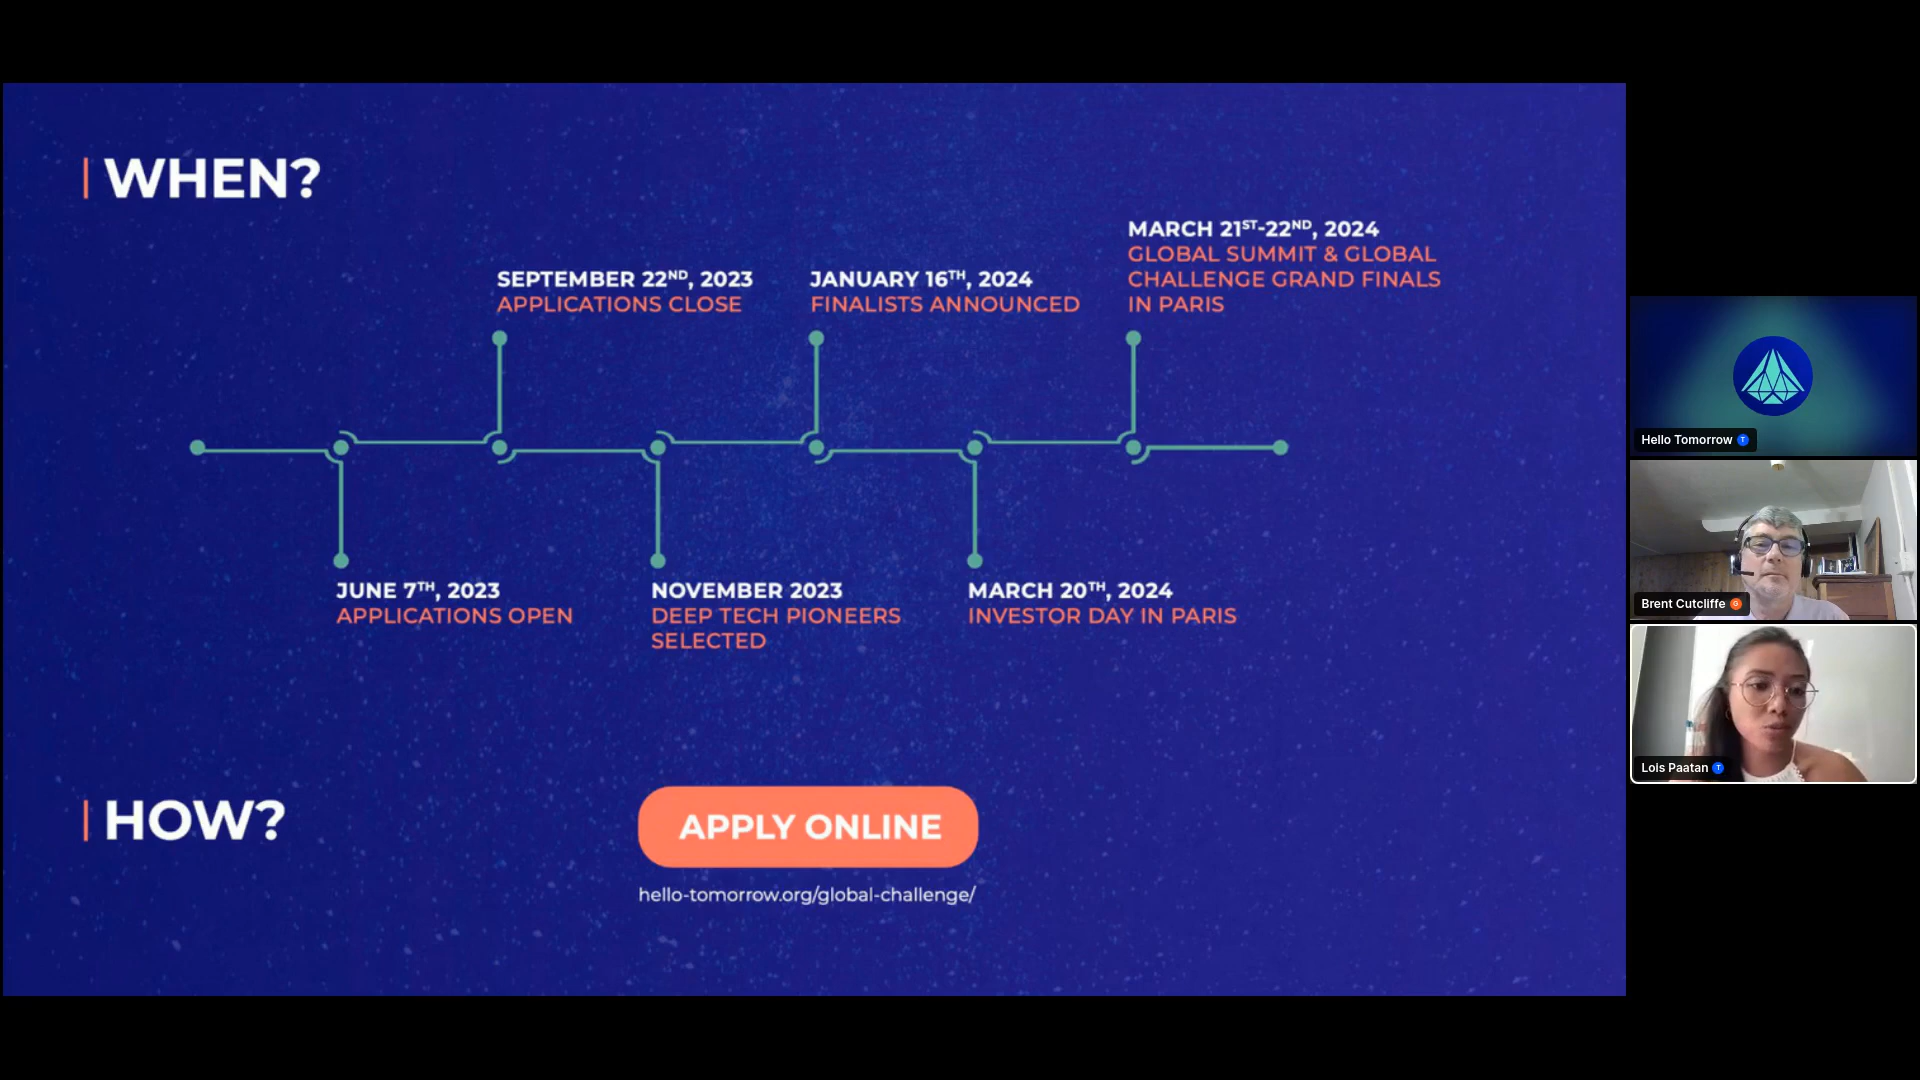 WHEN?
SEPTEMBER 22ND, 2023
APPLICATIONS CLOSE
JANUARY 16TH, 2024
FINALISTS ANNOUNCED
MARCH 21ST-22ND, 2024
GLOBAL SUMMIT & GLOBAL
CHALLENGE GRAND FINALS
IN PARIS
JUNE 7TH, 2023
APPLICATIONS OPEN
NOVEMBER 2023
DEEP TECH PIONEERS
SELECTED
MARCH 20TH, 2024
INVESTOR DAY IN PARIS
HOW?
APPLY ONLINE
hello-tomorrow.org/global-challenge/
Hello Tomorrow T
Brent Cutcliffe G
Lois Paatan T